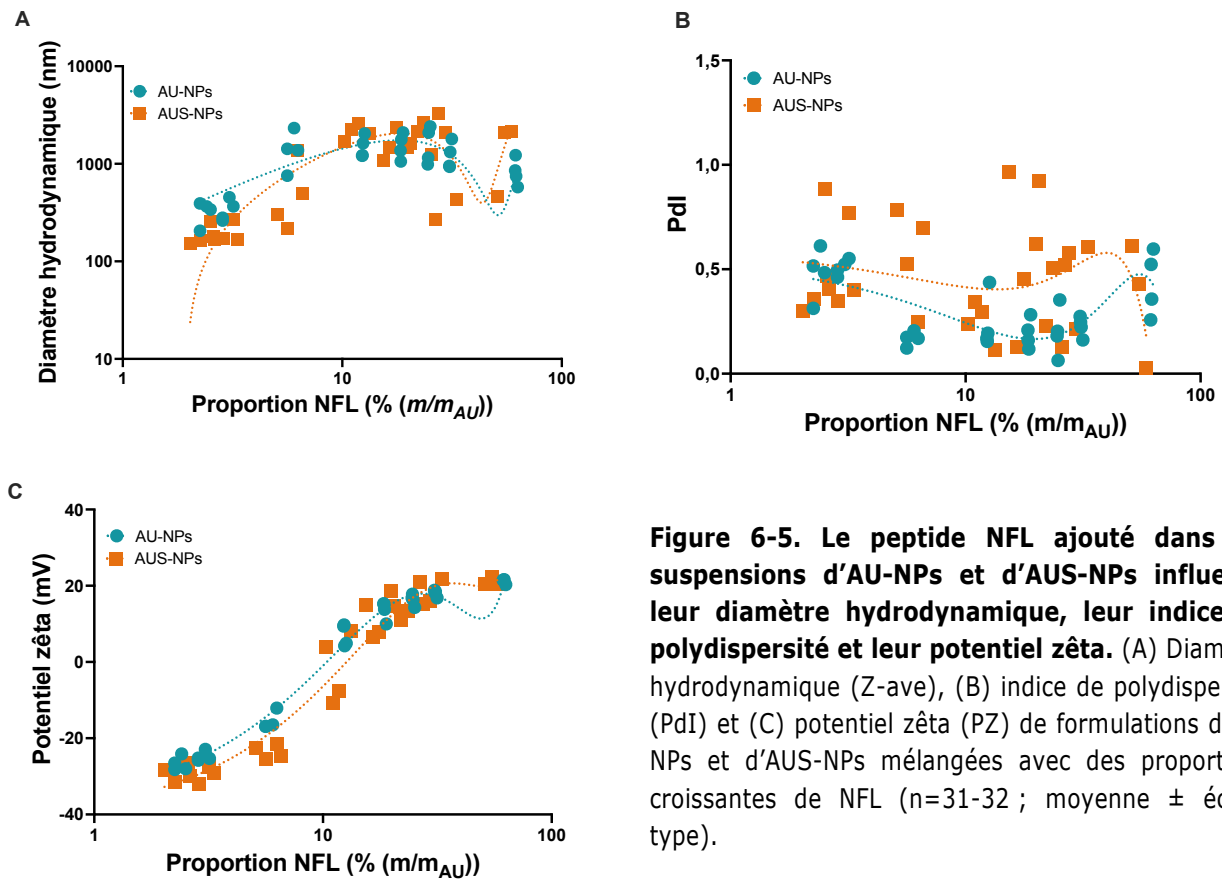 A
Diamètre hydrodynamique (nm)
10000
1000
100
10
AU-NPs
AUS-NPs
1
10
100
Proportion NFL (% (m/m_AU))
B
PdI
1,5
1,0
0,5
0,0
AU-NPs
AUS-NPs
1
10
100
Proportion NFL (% (m/m_AU))
C
Potentiel zêta (mV)
40
20
0
-20
-40
AU-NPs
AUS-NPs
1
10
100
Proportion NFL (% (m/m_AU))
Figure 6-5. Le peptide NFL ajouté dans
suspensions d'AU-NPs et d'AUS-NPs influe
leur diamètre hydrodynamique, leur indice
polydispersité et leur potentiel zêta. (A) Diam
hydrodynamique (Z-ave), (B) indice de polydispe
(PdI) et (C) potentiel zêta (PZ) de formulations d
NPs et d'AUS-NPs mélangées avec des proport
croissantes de NFL (n=31-32 ; moyenne ± éc
type).